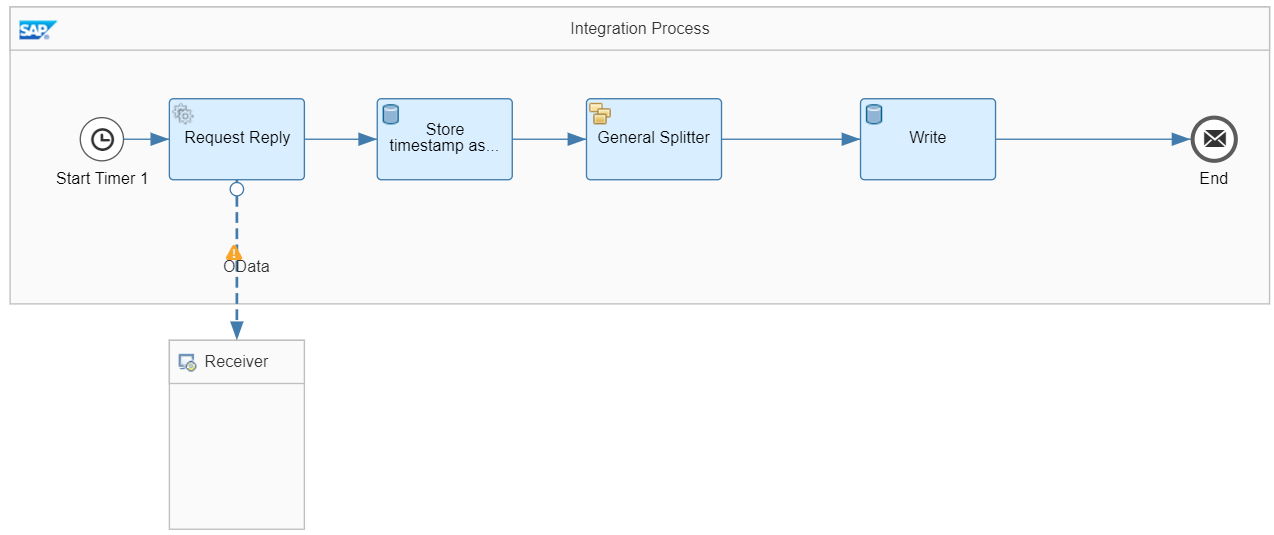 SAP
Integration Process
Start Timer 1
Request Reply
Store
timestamp as...
General Splitter
Write
End
OData
Receiver